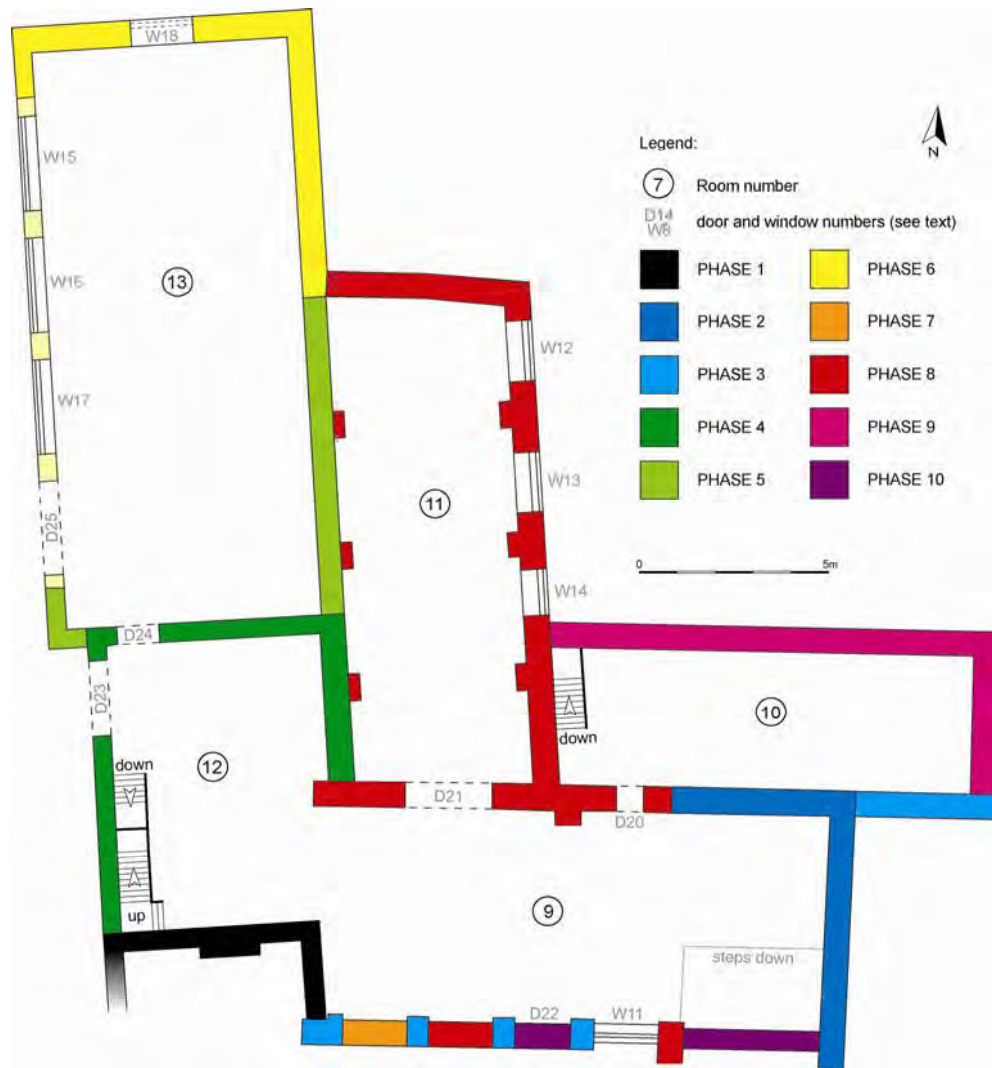 W18
W15
W15
W17
D25
13
W12
W13
W14
11
D24
D23
12
down
up
D21
D20
down
10
9
steps down
D22
W11
N
Legend:
7 Room number
D14
W8 door and window numbers (see text)
PHASE 1 PHASE 6
PHASE 2 PHASE 7
PHASE 3 PHASE 8
PHASE 4 PHASE 9
PHASE 5 PHASE 10
0 5m